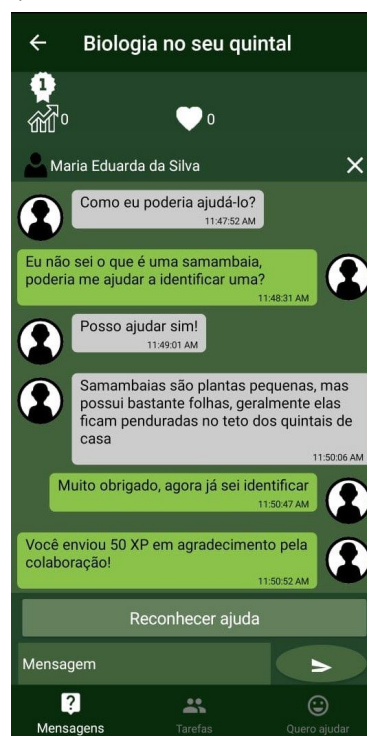 Biologia no seu quintal
1
0
0
Maria Eduarda da Silva
Como eu poderia ajudá-lo?
11:47:52 AM
Eu não sei o que é uma samambaia,
poderia me ajudar a identificar uma?
11:48:31 AM
Posso ajudar sim!
11:49:01 AM
Samambaias são plantas pequenas, mas
possui bastante folhas, geralmente elas
ficam penduradas no teto dos quintais de
casa
11:50:06 AM
Muito obrigado, agora já sei identificar
11:50:47 AM
Você enviou 50 XP em agradecimento pela
colaboração!
11:50:52 AM
Reconhecer ajuda
Mensagem
?
Mensagens
Tarefas
Quero ajudar